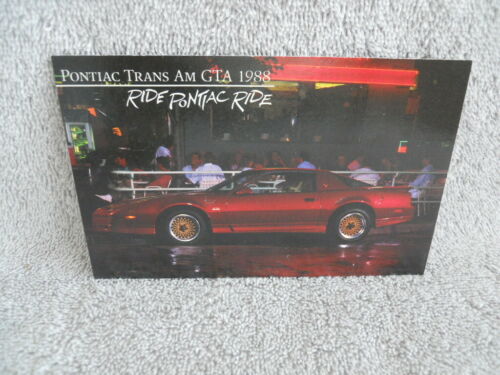 PONTIAC TRANS AM GTA 1988
RIDE PONTIAC RIDE